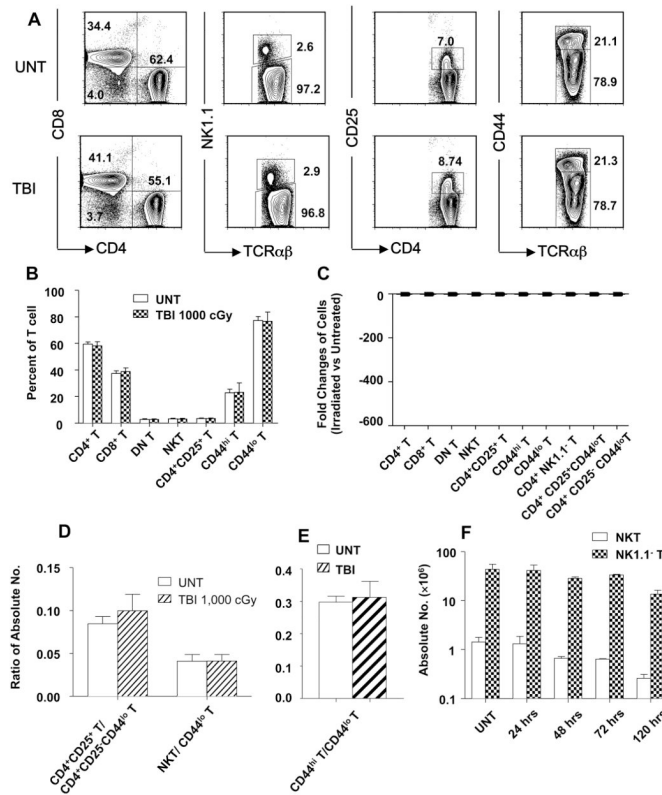 A
UNT
CD8
34.4
62.4
4.0
NK1.1
2.6
97.2
CD25
7.0
CD44
21.1
78.9
TBI
41.1
55.1
3.7
2.9
96.8
8.74
21.3
78.7
CD4
TCRαβ
CD4
TCRαβ
B
UNT
TBI 1000 cGy
Percent of T cell
100
80
60
40
20
0
CD4⁺ T
CD8⁺ T
DN T
NKT
CD4⁺CD25⁺ T
CD44ʰⁱ T
CD44ˡᵒ T
C
Fold Changes of Cells
(Irradiated vs Untreated)
0
-200
-400
-600
CD4⁺ T
CD8⁺ T
DN T
NKT
CD4⁺CD25⁺ T
CD44ʰⁱ T
CD44ˡᵒ T
CD4⁺ NK1.1⁻ T
CD4⁺ CD25⁺CD44ˡᵒT
CD4⁺ CD25⁻ CD44ˡᵒT
D
UNT
TBI 1,000 cGy
Ratio of Absolute No.
0.15
0.10
0.05
0.00
CD4⁺CD25⁺ T/
CD4⁺CD25⁻CD44ˡᵒ T
NKT/ CD44ˡᵒ T
E
UNT
TBI
0.4
0.3
0.2
0.1
0.0
CD44ʰⁱ T/CD44ˡᵒ T
F
NKT
NK1.1⁻ T
Absolute No. (×10⁶)
100
10
1
0.1
UNT
24 hrs
48 hrs
72 hrs
120 hrs